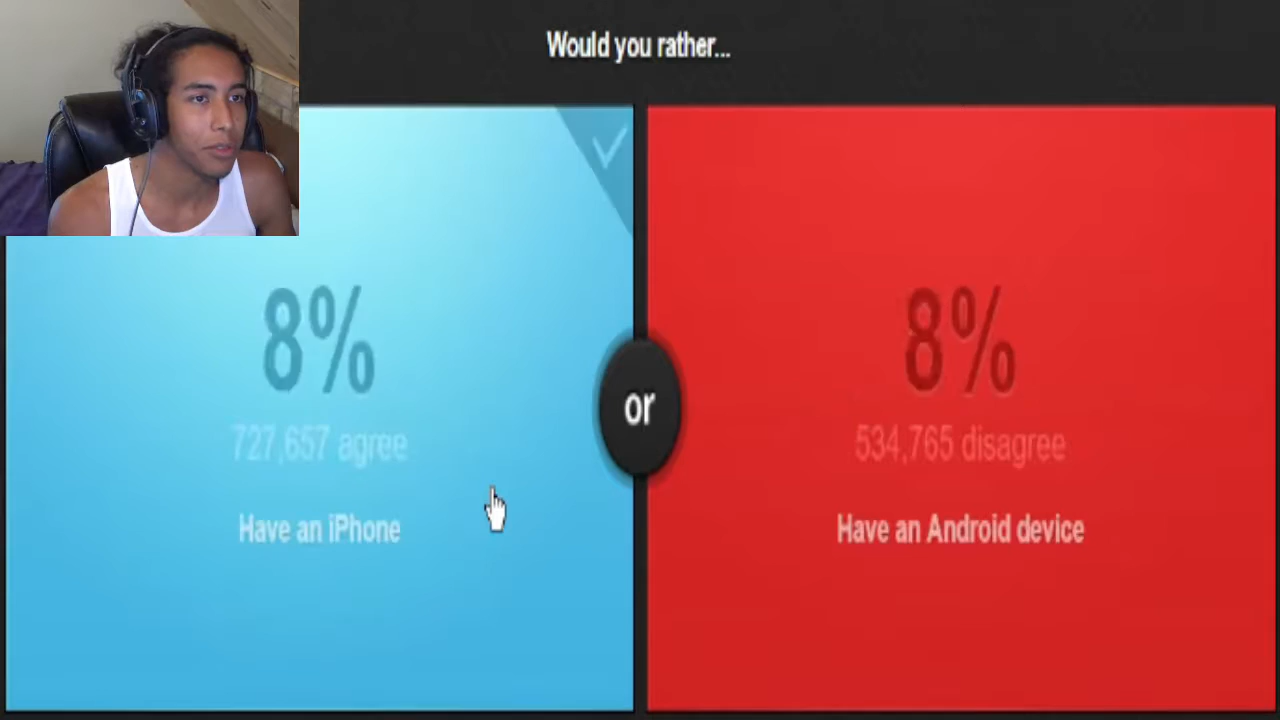 Would you rather...
8%
727,657 agree
Have an iPhone
or
8%
534,765 disagree
Have an Android device